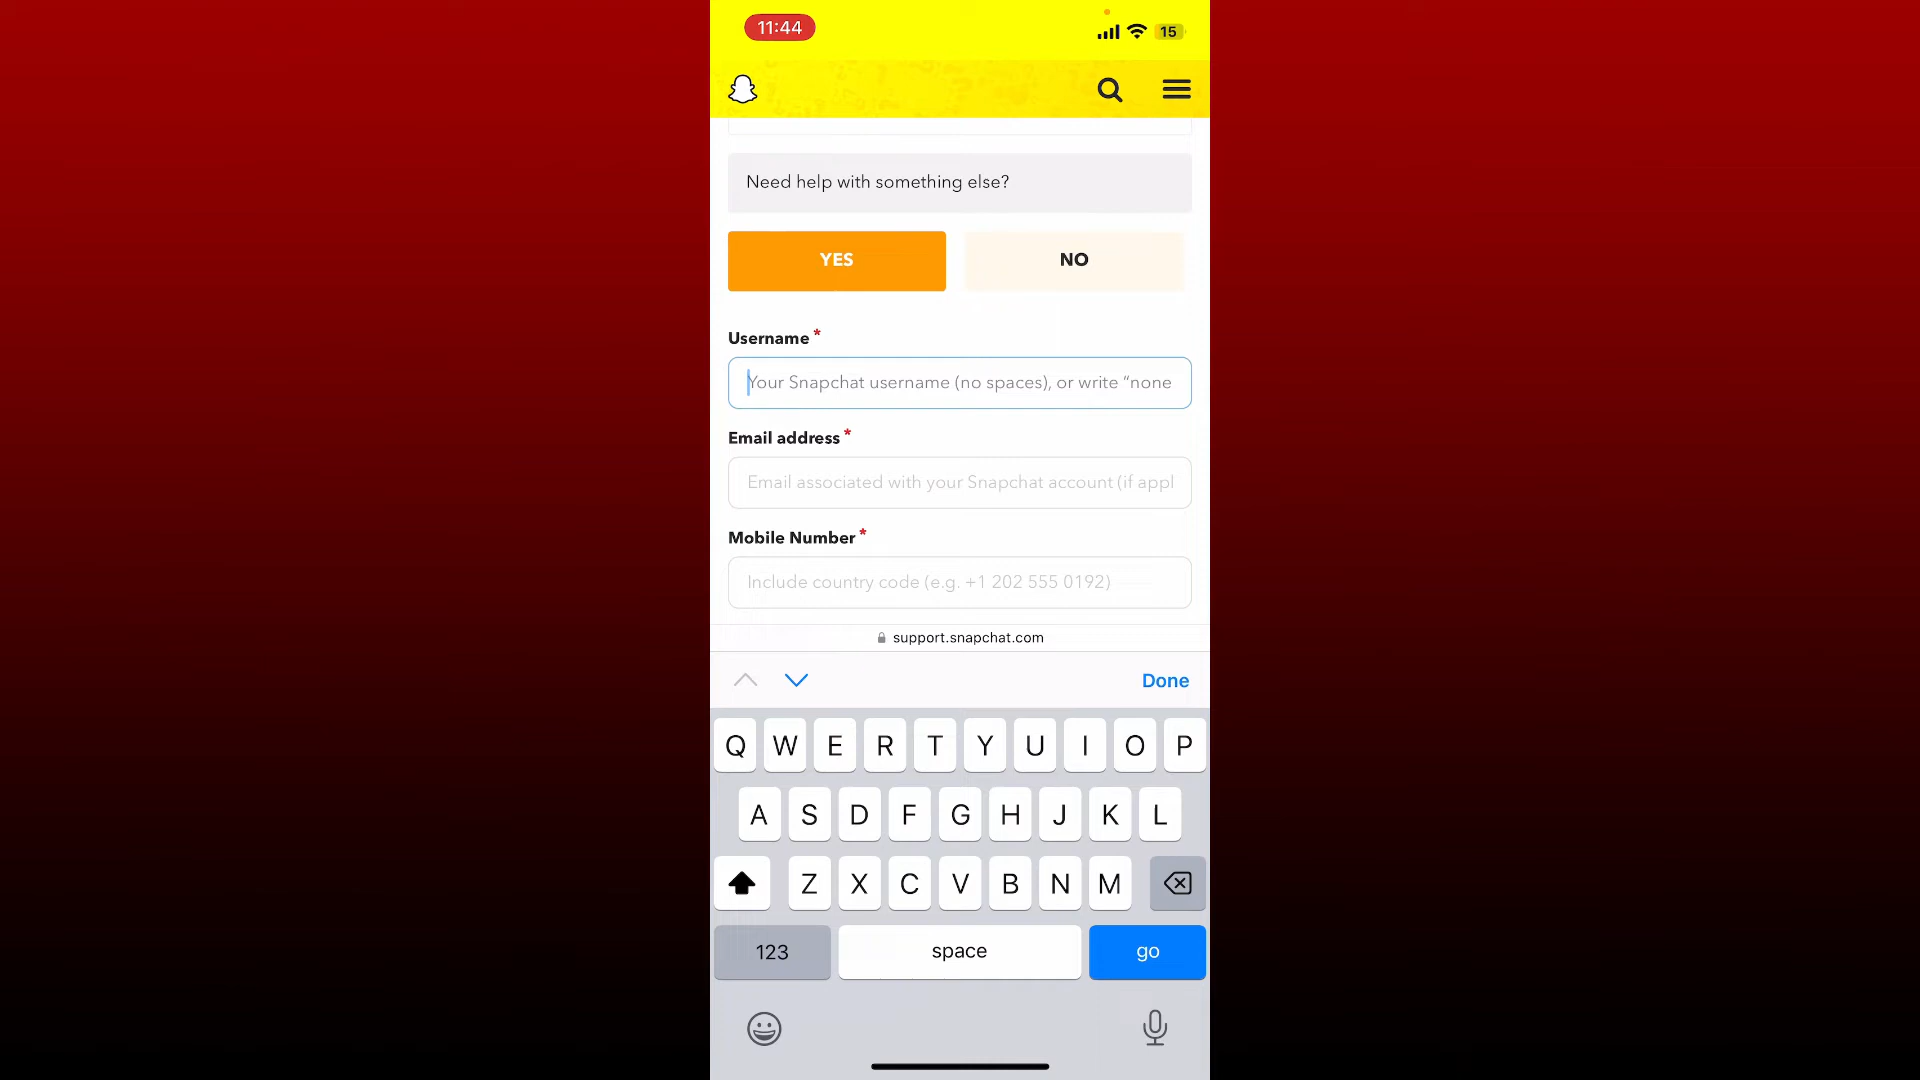 11:44
15
Need help with something else?
YES NO
Username *
Your Snapchat username (no spaces), or write “none
Email address *
Email associated with your Snapchat account (if appl
Mobile Number *
Include country code (e.g. +1 202 555 0192)
support.snapchat.com
Done
Q W E R T Y U I O P
A S D F G H J K L
Z X C V B N M
123 space go